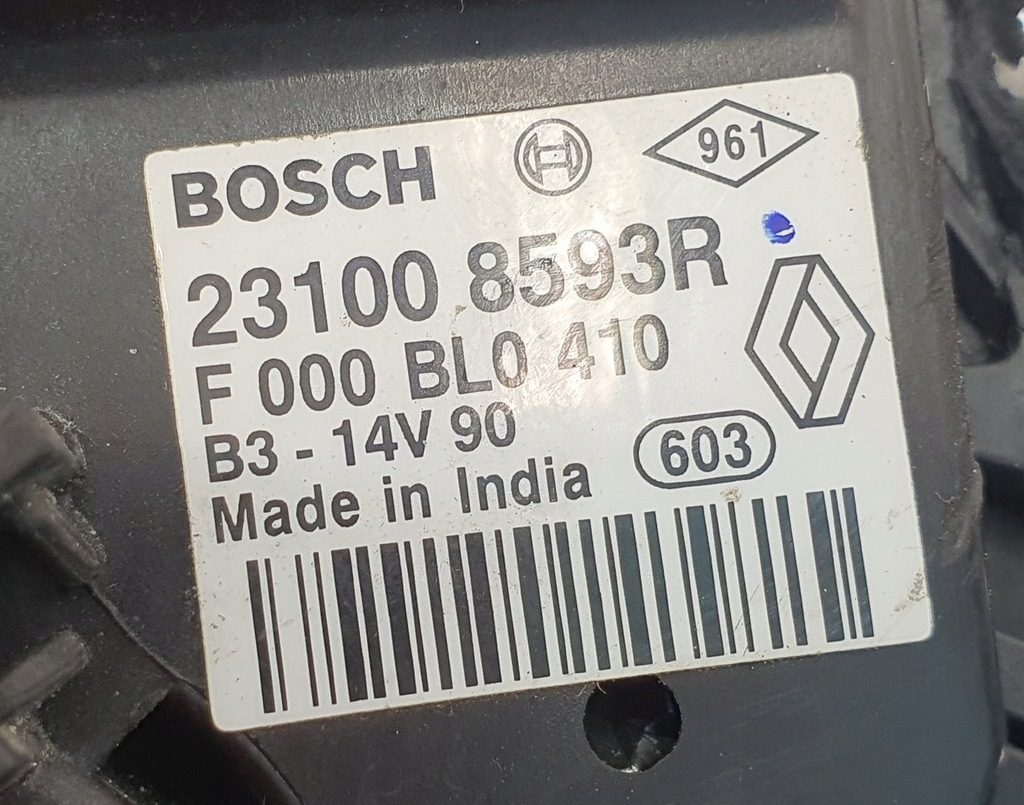 BOSCH
961
23100 8593R
F 000 BL0 410
B3 - 14V 90
603
Made in India